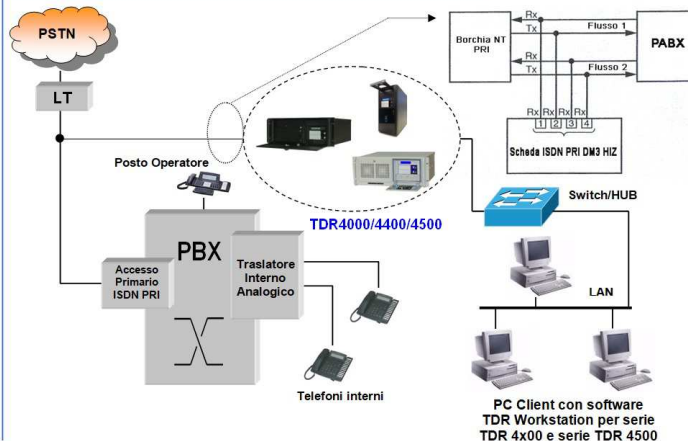 PSTN
LT
Posto Operatore
PBX
Accesso
Primario
ISDN PRI
Traslatore
Interno
Analogico
Telefoni interni
TDR4000/4400/4500
Borchia NT
PRI
Rx
Flusso 1
Tx
Rx
Flusso 2
Tx
PABX
Rx Rx Rx Rx
1 2 3 4
Scheda ISDN PRI DM3 HIZ
Switch/HUB
LAN
PC Client con software
TDR Workstation per serie
TDR 4x00 e serie TDR 4500